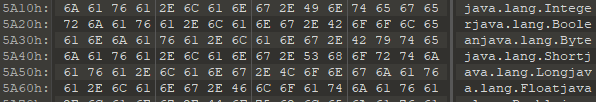 5A10h: 6A 61 76 61 2E 6C 61 6E 67 2E 49 6E 74 65 67 65 java.lang.Intege
5A20h: 72 6A 61 76 61 2E 6C 61 6E 67 2E 42 6F 6F 6C 65 rjava.lang.Boole
5A30h: 61 6E 6A 61 76 61 2E 6C 61 6E 67 2E 42 79 74 65 anjava.lang.Byte
5A40h: 6A 61 76 61 2E 6C 61 6E 67 2E 53 68 6F 72 74 6A java.lang.Shortj
5A50h: 61 76 61 2E 6C 61 6E 67 2E 4C 6F 6E 67 6A 61 76 ava.lang.Longjav
5A60h: 61 2E 6C 61 6E 67 2E 46 6C 6F 61 74 6A 61 76 61 a.lang.Floatjava